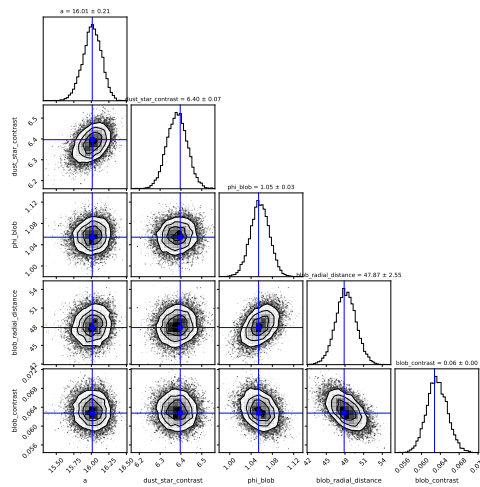 a = 16.01 ± 0.21
dust_star_contrast = 6.40 ± 0.07
6.5
6.4
6.3
6.2
dust_star_contrast
phi_blob = 1.05 ± 0.03
1.12
1.08
1.04
1.00
phi_blob
blob_radial_distance = 47.87 ± 2.55
54
51
48
45
42
blob_radial_distance
blob_contrast = 0.06 ± 0.00
0.068
0.064
0.060
0.056
blob_contrast
15.50 15.75 16.00 16.25 16.50
6.2 6.3 6.4 6.5
1.00 1.04 1.08 1.12
42 45 48 51 54
0.056 0.060 0.064 0.068
a dust_star_contrast phi_blob blob_radial_distance blob_contrast